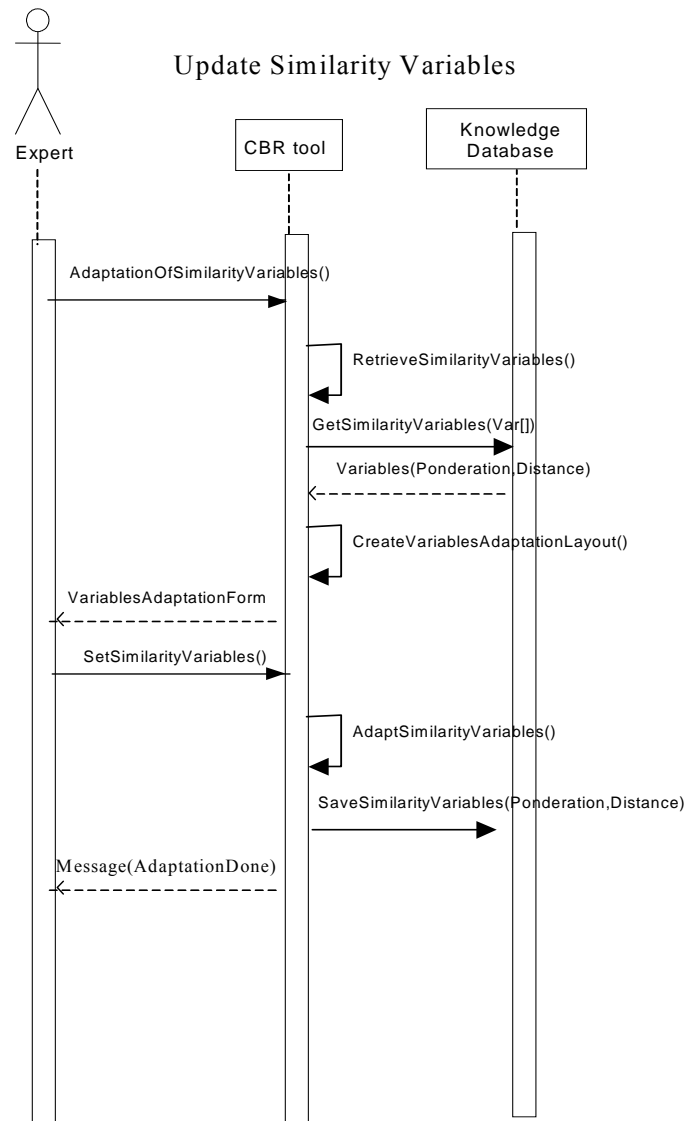 Update Similarity Variables
Expert
CBR tool
Knowledge
Database
AdaptationOfSimilarityVariables()
RetrieveSimilarityVariables()
GetSimilarityVariables(Var[])
Variables(Ponderation,Distance)
CreateVariablesAdaptationLayout()
VariablesAdaptationForm
SetSimilarityVariables()
AdaptSimilarityVariables()
SaveSimilarityVariables(Ponderation,Distance)
Message(AdaptationDone)